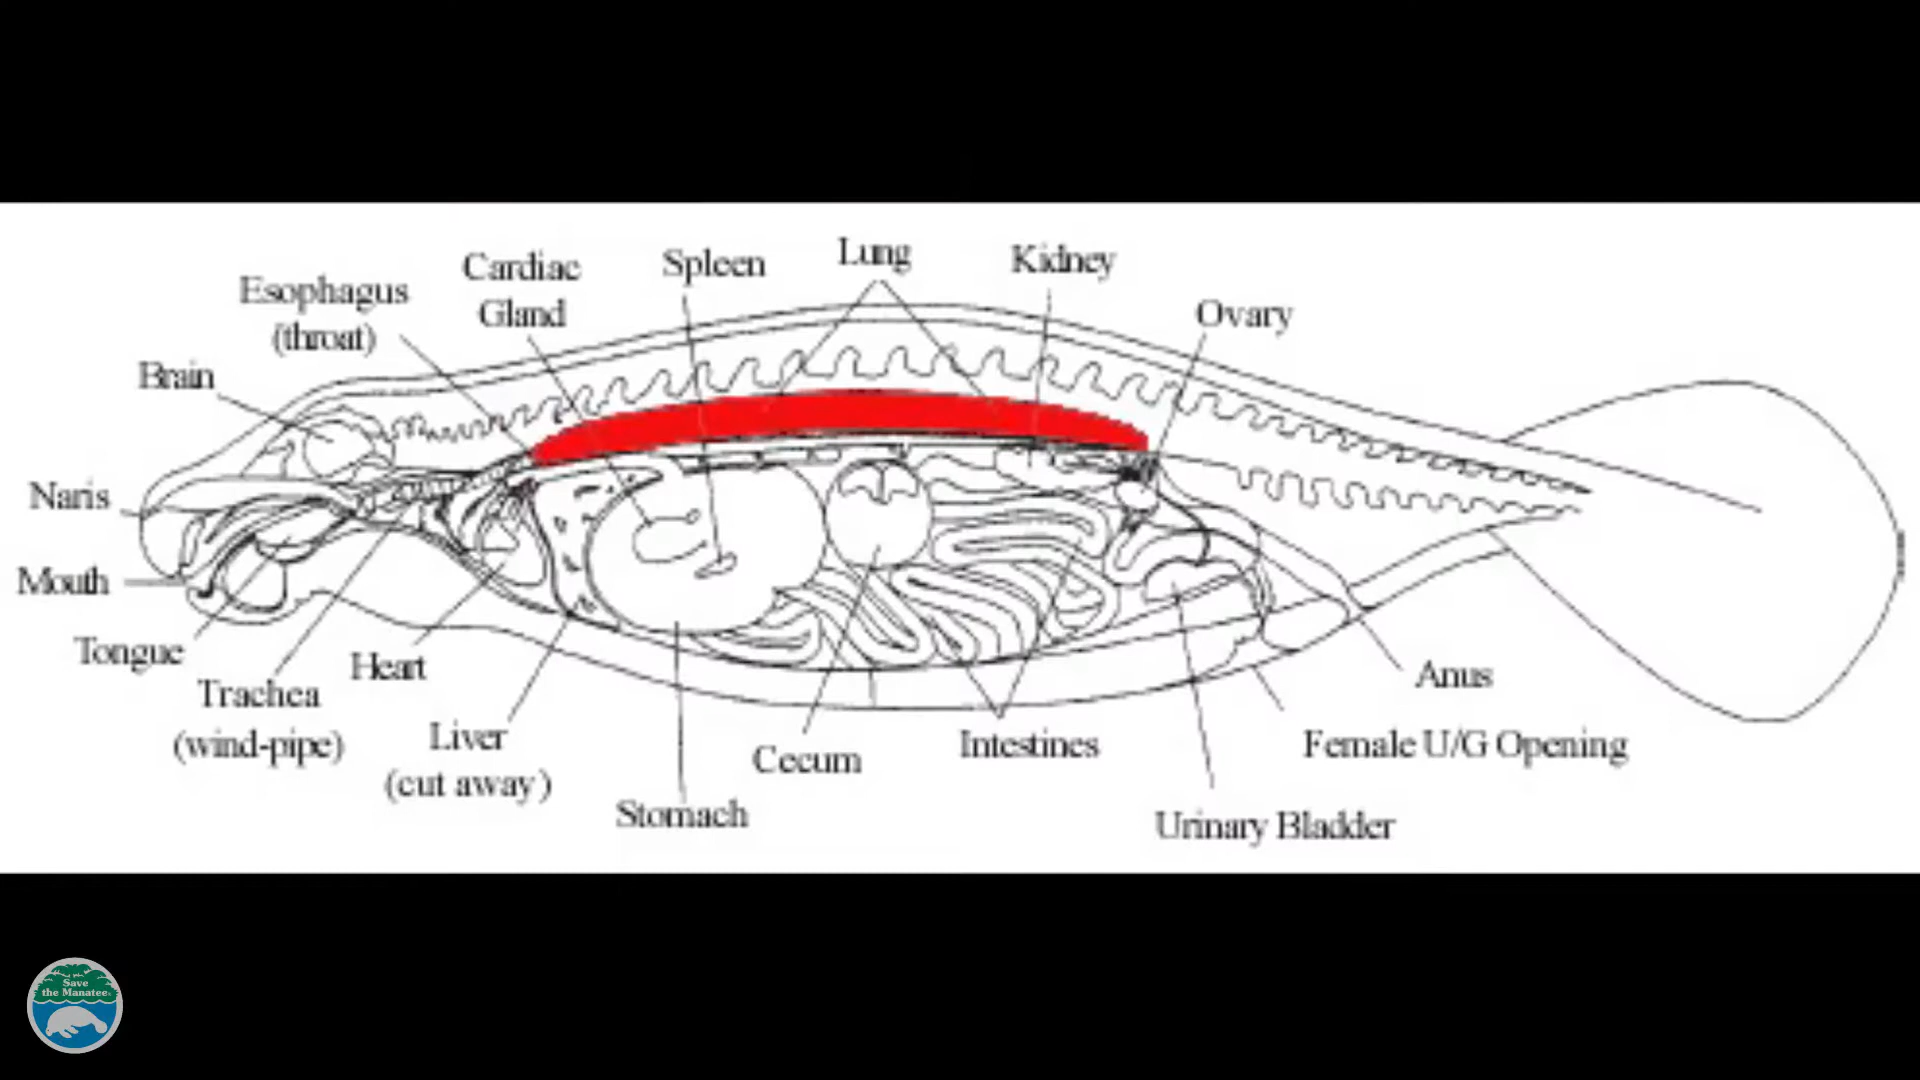 Cardiac
Gland
Spleen
Lung
Kidney
Esophagus
(throat)
Ovary
Brain
Naris
Mouth
Tongue
Trachea
(wind-pipe)
Heart
Liver
(cut away)
Stomach
Cecum
Intestines
Anus
Female U/G Opening
Urinary Bladder
Save
the Manatee